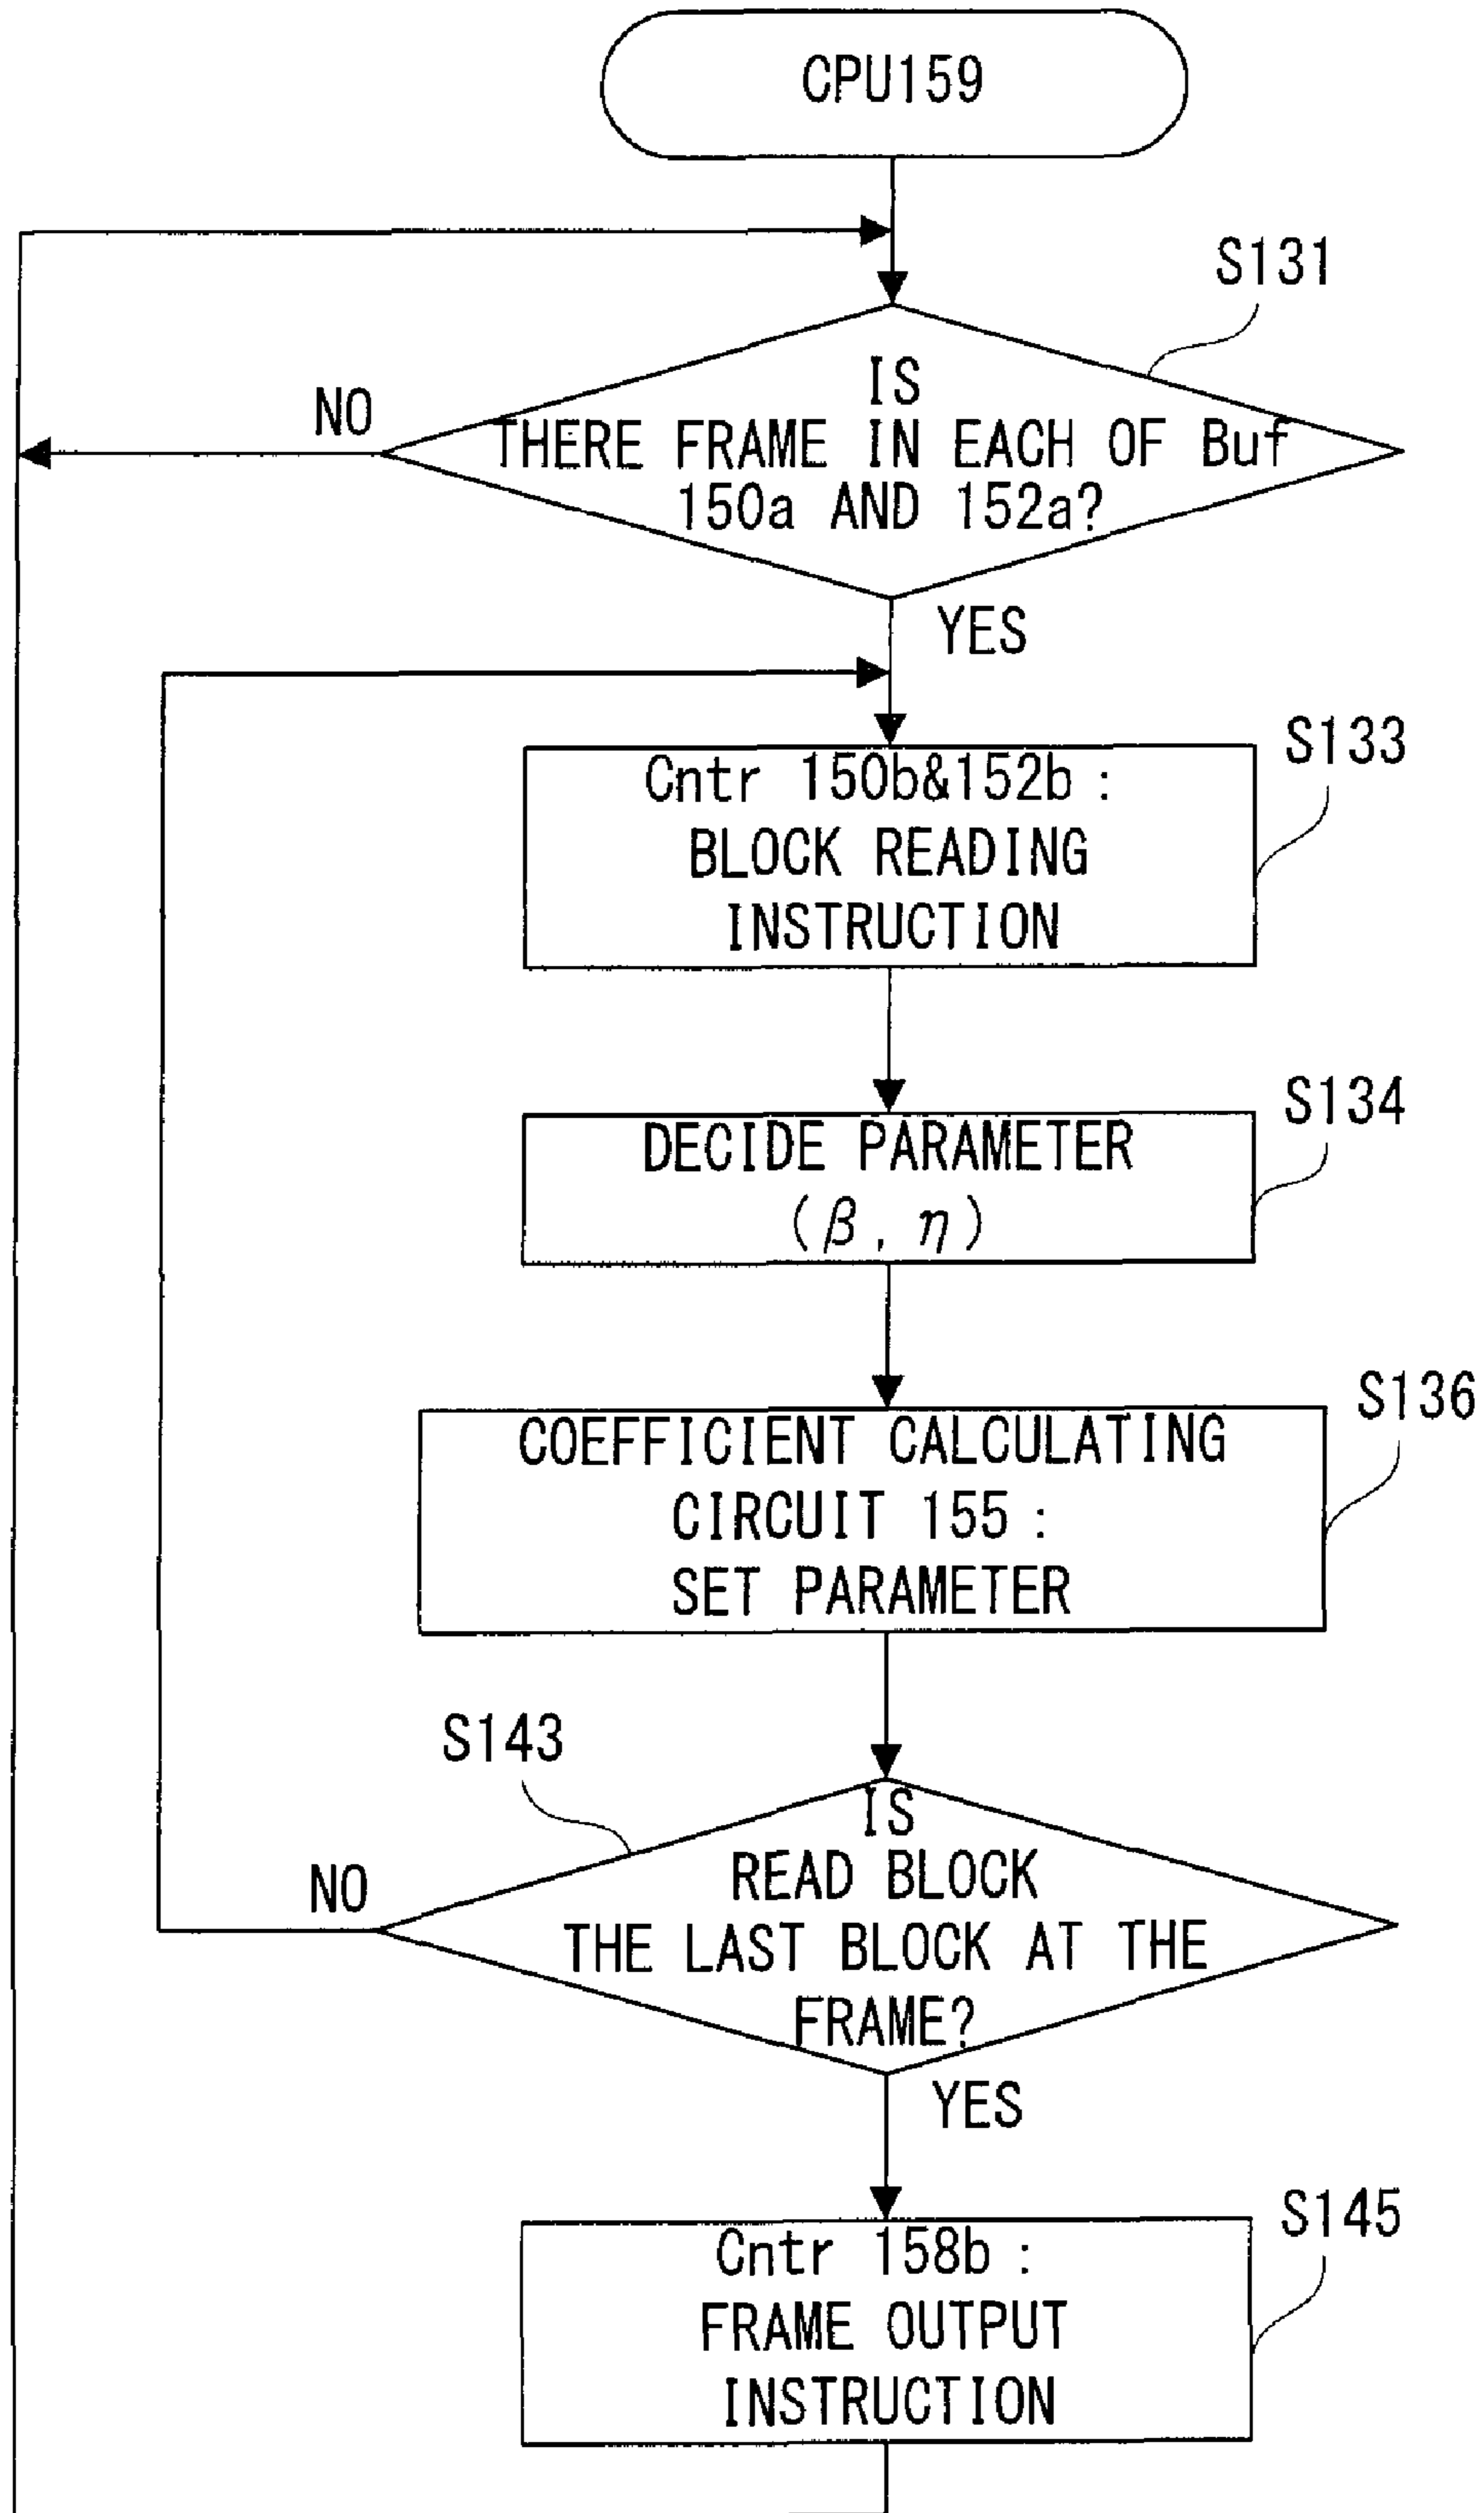 CPU159
S131
IS
THERE FRAME IN EACH OF Buf
150a AND 152a?
NO
YES
S133
Cntr 150b&152b :
BLOCK READING
INSTRUCTION
S134
DECIDE PARAMETER
(β, η)
S136
COEFFICIENT CALCULATING
CIRCUIT 155 :
SET PARAMETER
S143
IS
READ BLOCK
THE LAST BLOCK AT THE
FRAME?
NO
YES
S145
Cntr 158b :
FRAME OUTPUT
INSTRUCTION